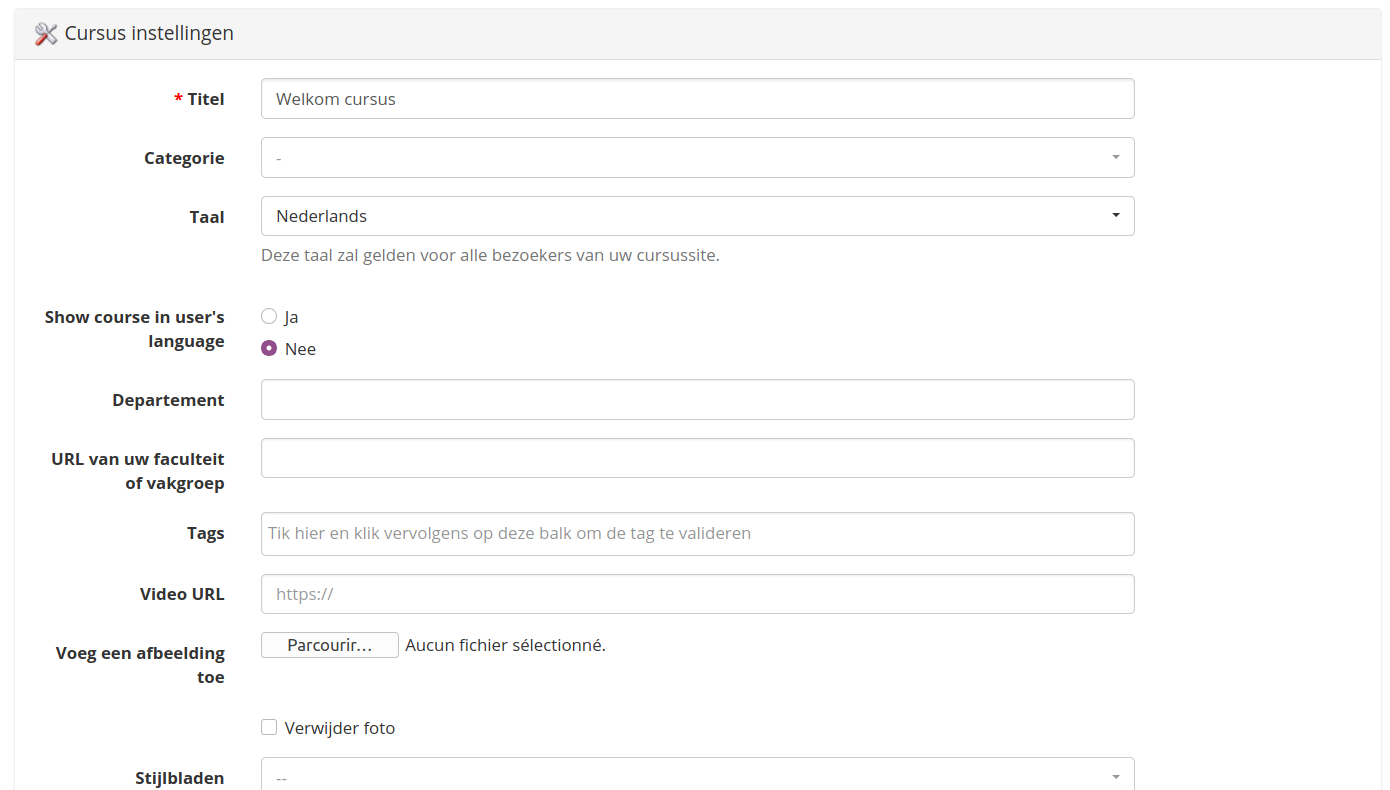 Cursus instellingen
* Titel
Welkom cursus
Categorie
-
Taal
Nederlands
Deze taal zal gelden voor alle bezoekers van uw cursussite.
Show course in user's
language
Ja
Nee
Departement
URL van uw faculteit
of vakgroep
Tags
Tik hier en klik vervolgens op deze balk om de tag te valideren
Video URL
https://
Voeg een afbeelding
toe
Parcourir... Aucun fichier sélectionné.
Verwijder foto
Stijlbladen
--